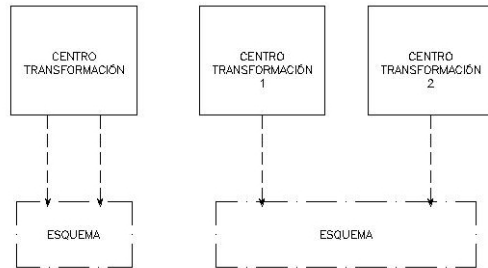 CENTRO
TRANSFORMACIÓN
CENTRO
TRANSFORMACIÓN
1
CENTRO
TRANSFORMACIÓN
2
ESQUEMA
ESQUEMA